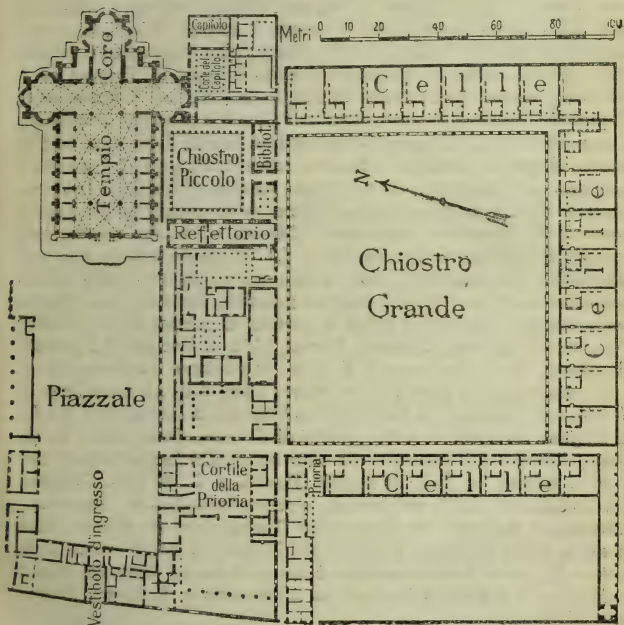 Capitolo
Metri 0 20 40 60 80 100
Coro
Corte del
Capitolo
Celle
Tempio
Chiostro
Piccolo
Bibliot.
N
Refettorio
Chiostro
Grande
Celle
Piazzale
Cortile
della
Prioria
Prioria
Celle
Vestibolo d'ingresso